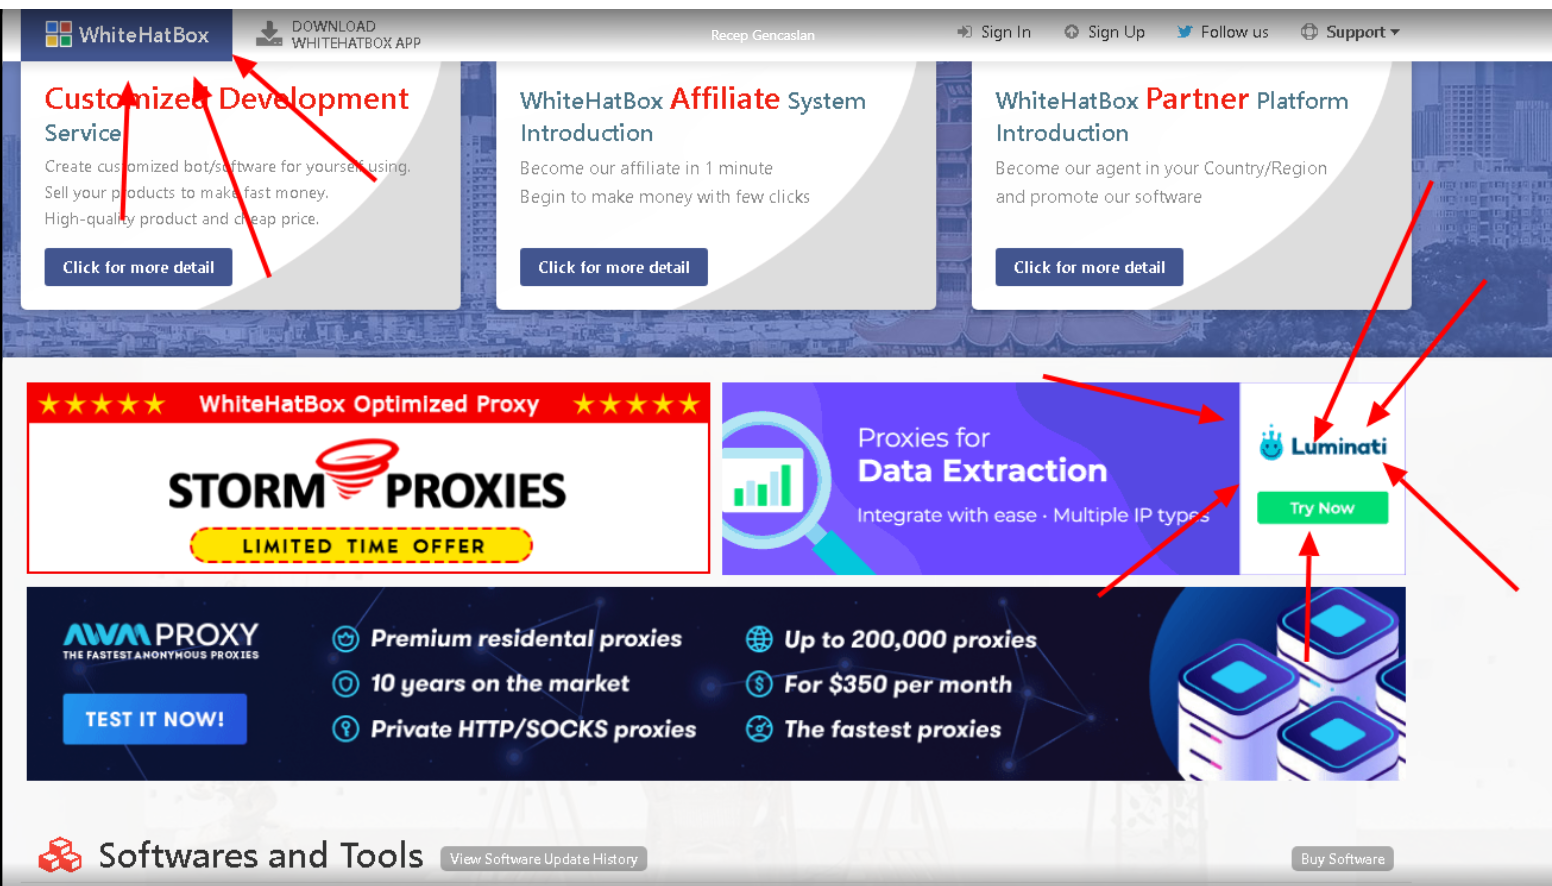 WhiteHatBox
DOWNLOAD
WHITEHATBOX APP
Recep Gencaslan
Sign In
Sign Up
Follow us
Support
Customized Development
Service
Create customized bot/software for yourself using.
Sell your products to make fast money.
High-quality product and cheap price.
Click for more detail
WhiteHatBox Affiliate System
Introduction
Become our affiliate in 1 minute
Begin to make money with few clicks
Click for more detail
WhiteHatBox Partner Platform
Introduction
Become our agent in your Country/Region
and promote our software
Click for more detail
★★★★★ WhiteHatBox Optimized Proxy ★★★★★
STORM PROXIES
LIMITED TIME OFFER
Proxies for
Data Extraction
Integrate with ease · Multiple IP types
Luminati
Try Now
AWM PROXY
THE FASTEST ANONYMOUS PROXIES
TEST IT NOW!
Premium residental proxies
10 years on the market
Private HTTP/SOCKS proxies
Up to 200,000 proxies
For $350 per month
The fastest proxies
Softwares and Tools
View Software Update History
Buy Software